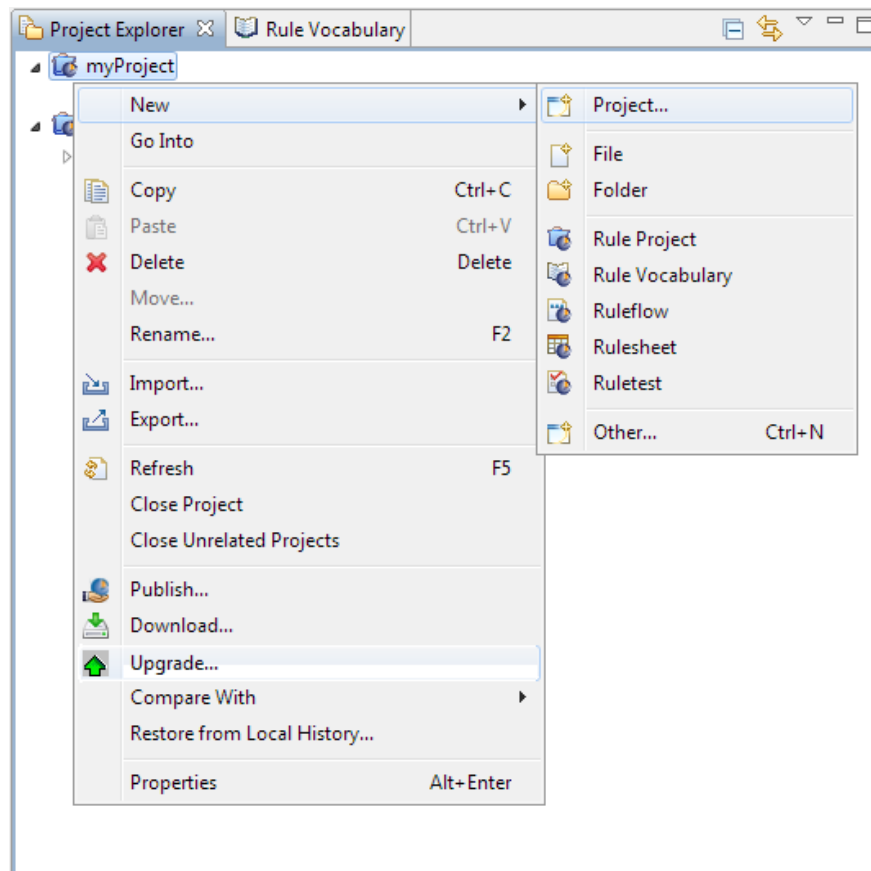 Project Explorer Rule Vocabulary
myProject
New
Go Into
Copy Ctrl+C
Paste Ctrl+V
Delete Delete
Move...
Rename... F2
Import...
Export...
Refresh F5
Close Project
Close Unrelated Projects
Publish...
Download...
Upgrade...
Compare With
Restore from Local History...
Properties Alt+Enter
Project...
File
Folder
Rule Project
Rule Vocabulary
Ruleflow
Rulesheet
Ruletest
Other... Ctrl+N